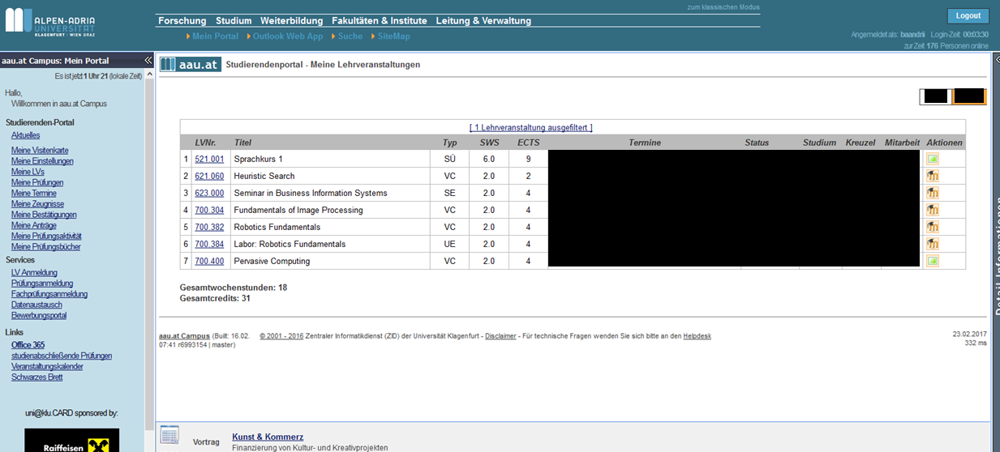 zum klassischen Modus
ALPEN-ADRIA
UNIVERSITÄT
KLAGENFURT | WIEN GRAZ
Forschung Studium Weiterbildung Fakultäten & Institute Leitung & Verwaltung
Logout
Mein Portal Outlook Web App Suche SiteMap
Angemeldet als: baandrii Login-Zeit: 00:03:30
zur Zeit 176 Personen online
aau.at Campus: Mein Portal
Es ist jetzt 1 Uhr 21 (lokale Zeit)
Hallo,
Willkommen in aau.at Campus
Studierenden-Portal
Aktuelles
Meine Visitenkarte
Meine Einstellungen
Meine LVs
Meine Prüfungen
Meine Termine
Meine Zeugnisse
Meine Bestätigungen
Meine Anträge
Meine Prüfungsaktivität
Meine Prüfungsbücher
Services
LV Anmeldung
Prüfungsanmeldung
Fachprüfungsanmeldung
Datenaustausch
Bewerbungsportal
Links
Office 365
studienabschließende Prüfungen
Veranstaltungskalender
Schwarzes Brett
uni@klu.CARD sponsored by:
Raiffeisen
aau.at Studierendenportal - Meine Lehrveranstaltungen
[ 1 Lehrveranstaltung ausgefiltert ]
LVNr. Titel Typ SWS ECTS Termine Status Studium Kreuzel Mitarbeit Aktionen
1 521.001 Sprachkurs 1 SÜ 6.0 9
2 621.060 Heuristic Search VC 2.0 2
3 623.000 Seminar in Business Information Systems SE 2.0 4
4 700.304 Fundamentals of Image Processing VC 2.0 4
5 700.382 Robotics Fundamentals VC 2.0 4
6 700.384 Labor: Robotics Fundamentals UE 2.0 4
7 700.400 Pervasive Computing VC 2.0 4
Gesamtwochenstunden: 18
Gesamtcredits: 31
aau.at Campus (Built: 16.02. © 2001 - 2016 Zentraler Informatikdienst (ZID) der Universität Klagenfurt - Disclaimer - Für technische Fragen wenden Sie sich bitte an den Helpdesk
07:41 r6993154 | master)
23.02.2017
332 ms
Vortrag Kunst & Kommerz
Finanzierung von Kultur- und Kreativprojekten
Detail-Informationen